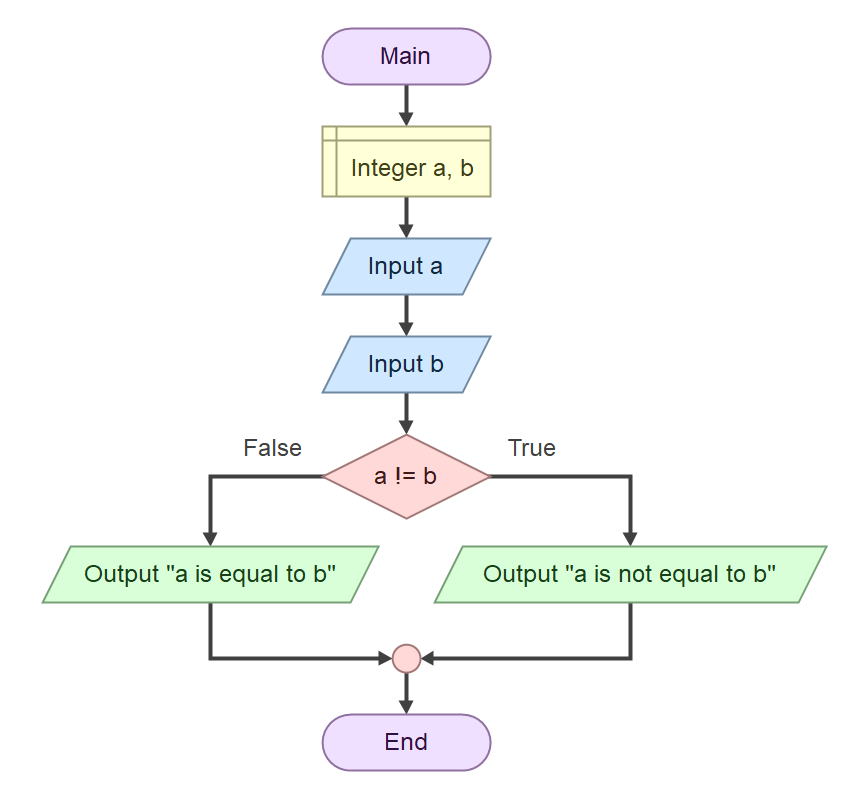 Main
Integer a, b
Input a
Input b
False
True
a != b
Output "a is equal to b"
Output "a is not equal to b"
End